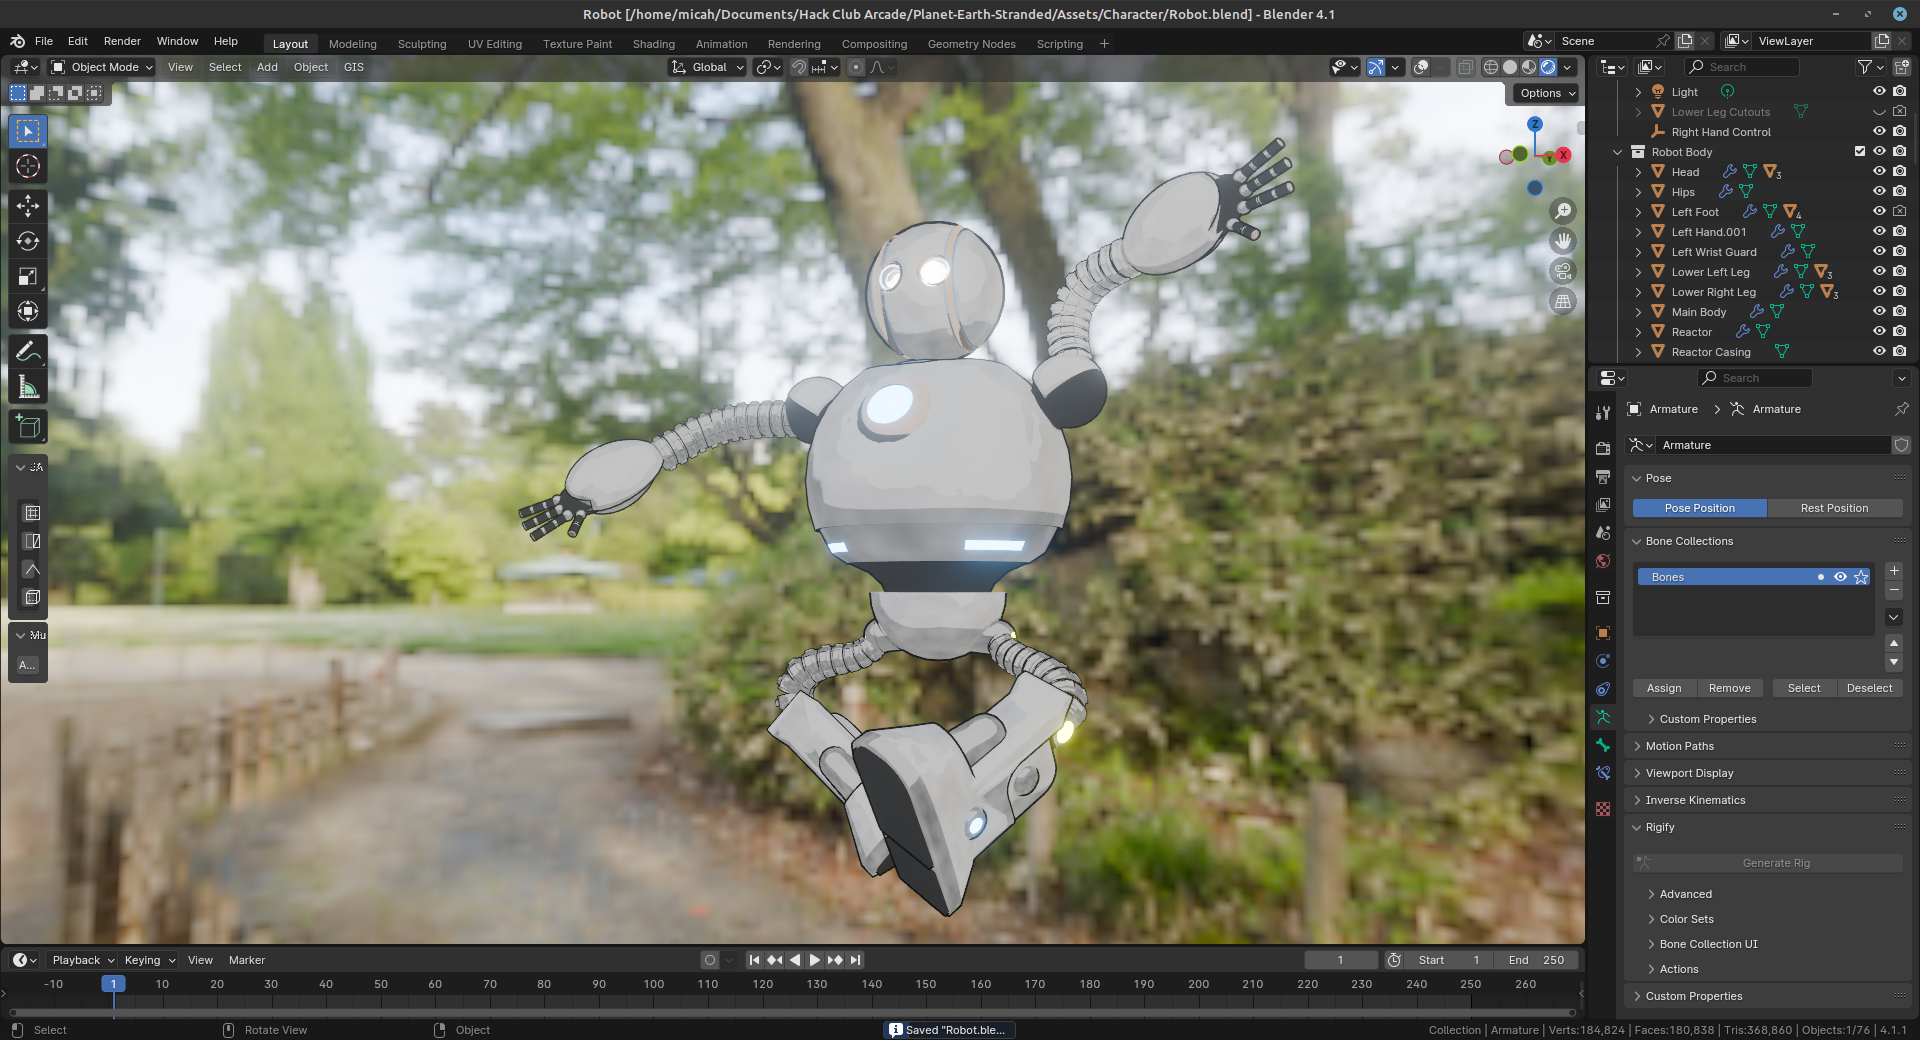 Robot [/home/micah/Documents/Hack Club Arcade/Planet-Earth-Stranded/Assets/Character/Robot.blend] - Blender 4.1
File Edit Render Window Help Layout Modeling Sculpting UV Editing Texture Paint Shading Animation Rendering Compositing Geometry Nodes Scripting + Scene ViewLayer
Object Mode View Select Add Object GIS Global Search
Options
Z
X
Y
Light
Lower Leg Cutouts
Right Hand Control
Robot Body
Head 3
Hips
Left Foot 4
Left Hand.001
Left Wrist Guard
Lower Left Leg 3
Lower Right Leg 3
Main Body
Reactor
Reactor Casing
Search
Armature > Armature
Armature
Pose
Pose Position Rest Position
Bone Collections
Bones
Assign Remove Select Deselect
Custom Properties
Motion Paths
Viewport Display
Inverse Kinematics
Rigify
Generate Rig
Advanced
Color Sets
Bone Collection UI
Actions
Custom Properties
Mu
A...
Playback Keying View Marker 1 Start 1 End 250
-10 1 10 20 30 40 50 60 70 80 90 100 110 120 130 140 150 160 170 180 190 200 210 220 230 240 250 260
Select Rotate View Object Saved "Robot.ble... Collection | Armature | Verts:184,824 | Faces:180,838 | Tris:368,860 | Objects:1/76 | 4.1.1